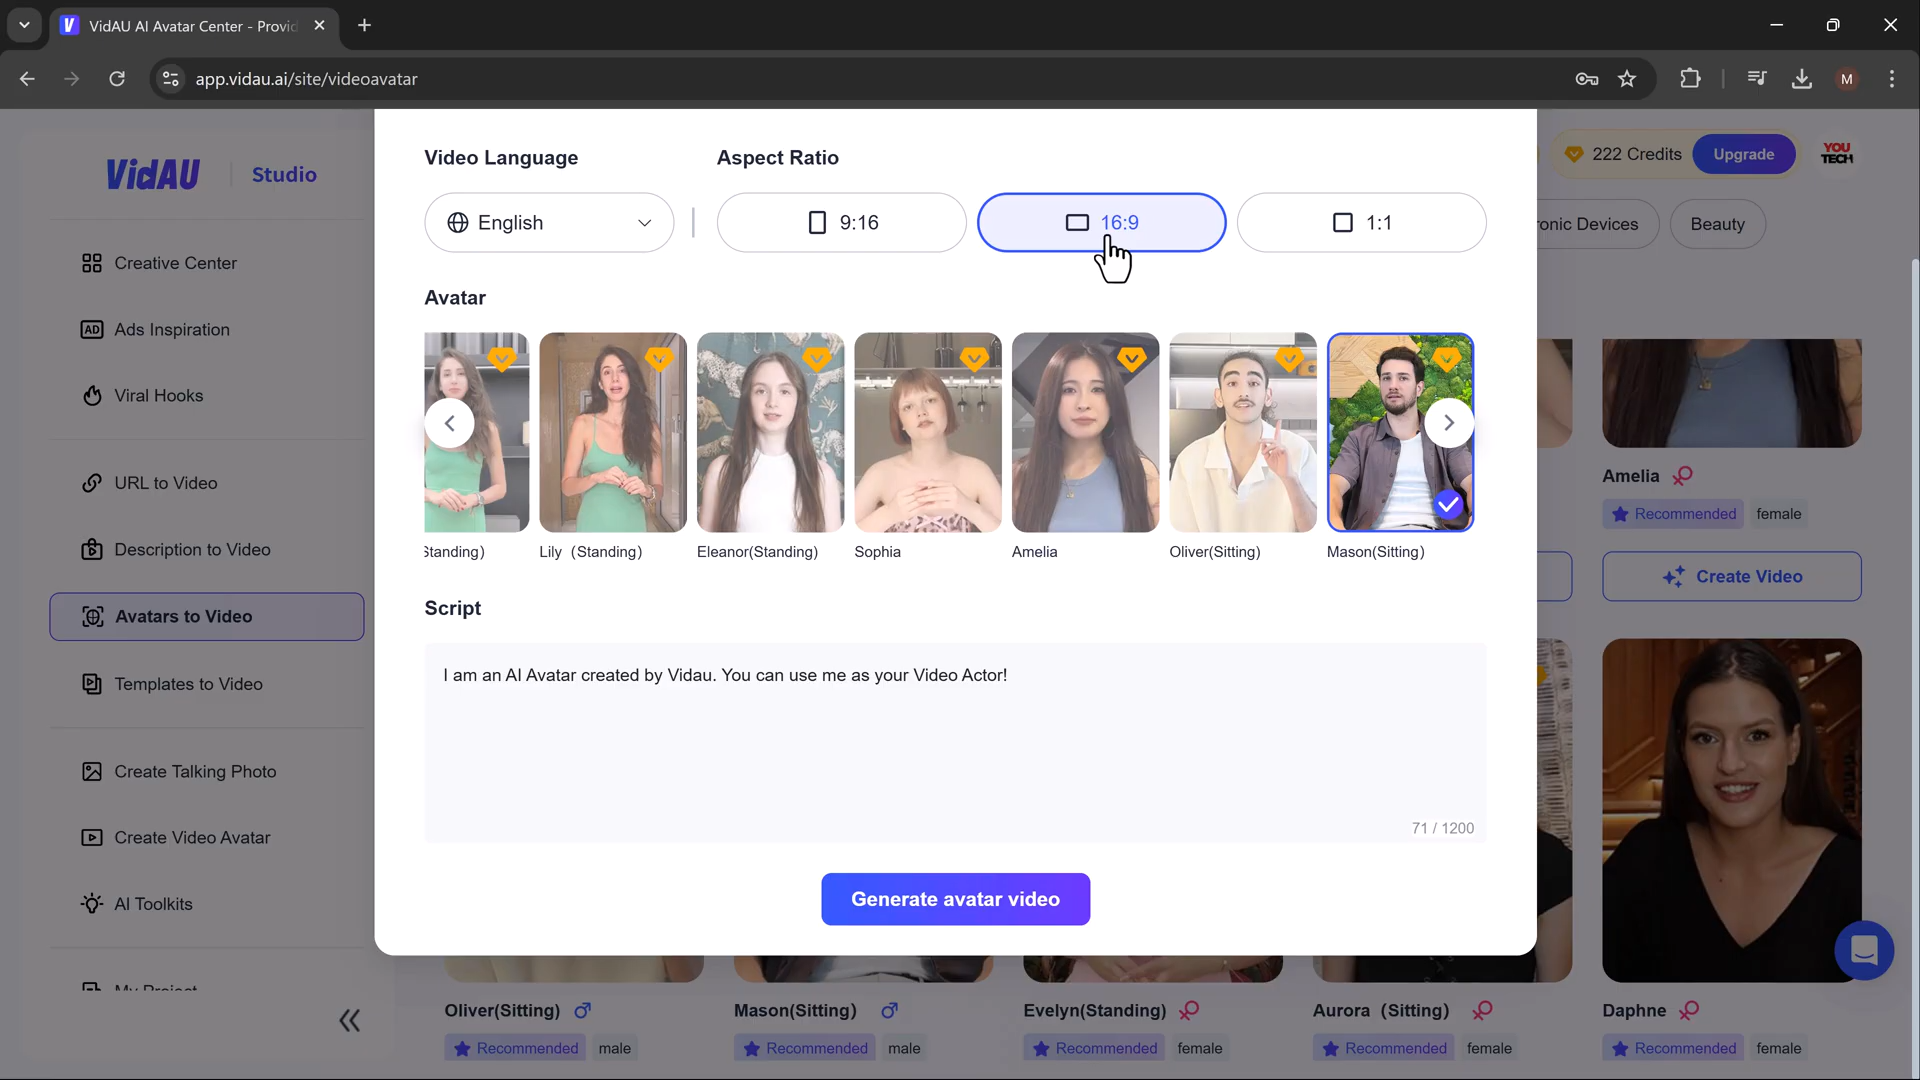 VidAU AI Avatar Center - Provid
app.vidau.ai/site/videoavatar
M
VidAU
Studio
222 Credits
Upgrade
YOU
TECH
Creative Center
Ads Inspiration
Viral Hooks
URL to Video
Description to Video
Avatars to Video
Templates to Video
Create Talking Photo
Create Video Avatar
AI Toolkits
My Project
Video Language
Aspect Ratio
English
9:16
16:9
1:1
ronic Devices
Beauty
Avatar
Standing)
Lily (Standing)
Eleanor(Standing)
Sophia
Amelia
Oliver(Sitting)
Mason(Sitting)
Script
I am an AI Avatar created by Vidau. You can use me as your Video Actor!
71 / 1200
Generate avatar video
Amelia
Recommended
female
Create Video
Oliver(Sitting)
Recommended
male
Mason(Sitting)
Recommended
male
Evelyn(Standing)
Recommended
female
Aurora (Sitting)
Recommended
female
Daphne
Recommended
female